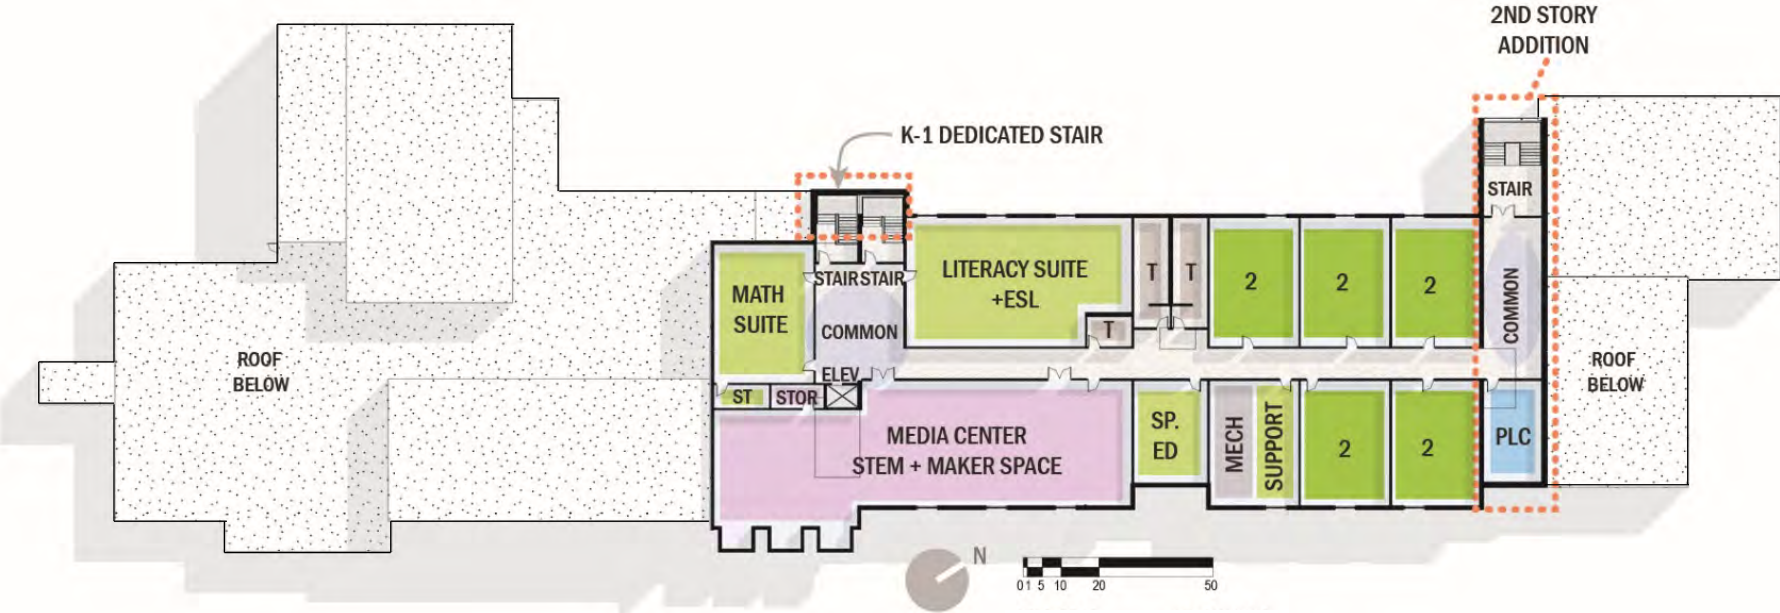 2ND STORY
ADDITION
K-1 DEDICATED STAIR
STAIR
STAIR STAIR
LITERACY SUITE
+ESL
T
T
2
2
2
MATH
SUITE
COMMON
COMMON
T
ROOF
BELOW
ROOF
BELOW
ELEV
ST
STOR
MEDIA CENTER
STEM + MAKER SPACE
SP.
ED
MECH
SUPPORT
2
2
PLC
N
0 1 5 10 20 50